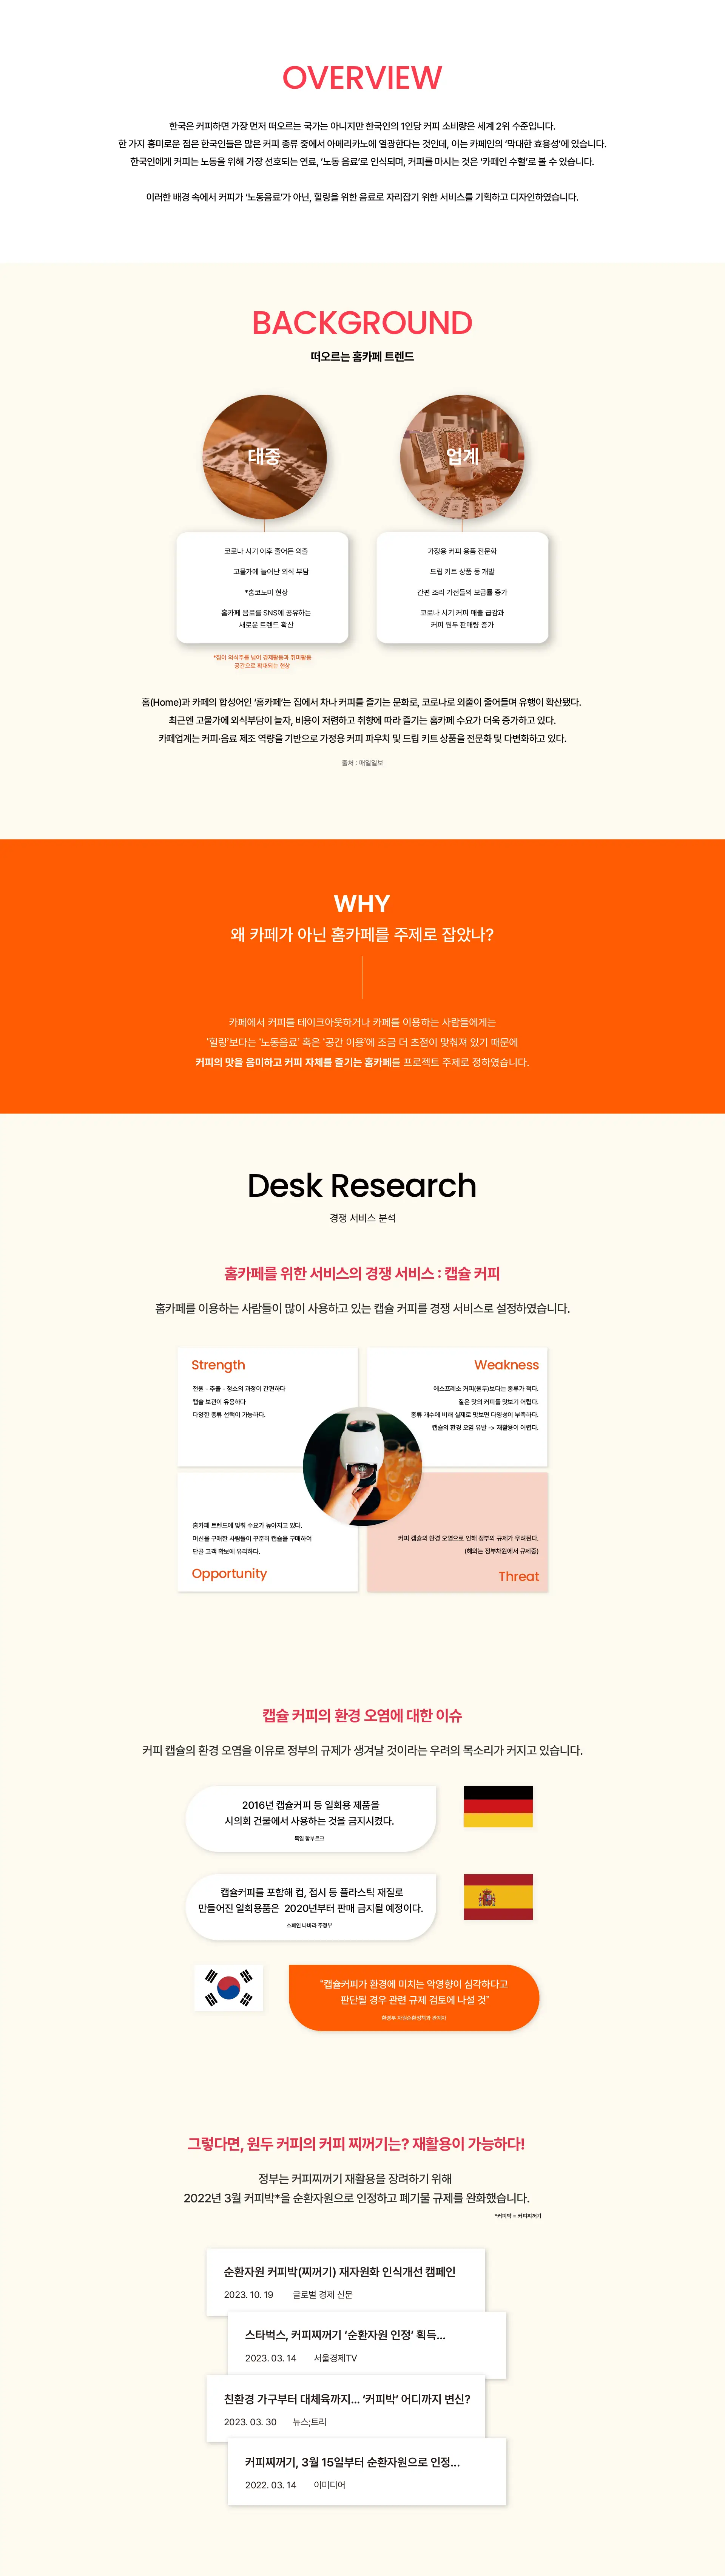 OVERVIEW
한국은 커피하면 가장 먼저 떠오르는 국가는 아니지만 한국인의 1인당 커피 소비량은 세계 2위 수준입니다.
한 가지 흥미로운 점은 한국인들은 많은 커피 종류 중에서 아메리카노에 열광한다는 것인데, 이는 카페인의 ‘막대한 효용성’에 있습니다.
한국인에게 커피는 노동을 위해 가장 선호되는 연료, ‘노동 음료’로 인식되며, 커피를 마시는 것은 ‘카페인 수혈’로 볼 수 있습니다.
이러한 배경 속에서 커피가 ‘노동음료’가 아닌, 힐링을 위한 음료로 자리잡기 위한 서비스를 기획하고 디자인하였습니다.
BACKGROUND
떠오르는 홈카페 트렌드
대중
코로나 시기 이후 줄어든 외출
고물가에 늘어난 외식 부담
*홈코노미 현상
홈카페 음료를 SNS에 공유하는
새로운 트렌드 확산
*집이 의식주를 넘어 경제활동과 취미활동
공간으로 확대되는 현상
업계
가정용 커피 용품 전문화
드립 키트 상품 등 개발
간편 조리 가전들의 보급률 증가
코로나 시기 커피 매출 급감과
커피 원두 판매량 증가
홈(Home)과 카페의 합성어인 ‘홈카페’는 집에서 차나 커피를 즐기는 문화로, 코로나로 외출이 줄어들며 유행이 확산됐다.
최근엔 고물가에 외식부담이 늘자, 비용이 저렴하고 취향에 따라 즐기는 홈카페 수요가 더욱 증가하고 있다.
카페업계는 커피·음료 제조 역량을 기반으로 가정용 커피 파우치 및 드립 키트 상품을 전문화 및 다변화하고 있다.
출처 : 매일일보
WHY
왜 카페가 아닌 홈카페를 주제로 잡았나?
카페에서 커피를 테이크아웃하거나 카페를 이용하는 사람들에게는
‘힐링’보다는 ‘노동음료’ 혹은 ‘공간 이용’에 조금 더 초점이 맞춰져 있기 때문에
커피의 맛을 음미하고 커피 자체를 즐기는 홈카페를 프로젝트 주제로 정하였습니다.
Desk Research
경쟁 서비스 분석
홈카페를 위한 서비스의 경쟁 서비스 : 캡슐 커피
홈카페를 이용하는 사람들이 많이 사용하고 있는 캡슐 커피를 경쟁 서비스로 설정하였습니다.
Strength
전원 - 추출 - 청소의 과정이 간편하다
캡슐 보관이 유용하다
다양한 종류 선택이 가능하다.
Weakness
에스프레소 커피(원두)보다는 종류가 적다.
짙은 맛의 커피를 맛보기 어렵다.
종류 개수에 비해 실제로 맛보면 다양성이 부족하다.
캡슐의 환경 오염 유발 -> 재활용이 어렵다.
홈카페 트렌드에 맞춰 수요가 높아지고 있다.
머신을 구매한 사람들이 꾸준히 캡슐을 구매하여
단골 고객 확보에 유리하다.
Opportunity
커피 캡슐의 환경 오염으로 인해 정부의 규제가 우려된다.
(해외는 정부차원에서 규제중)
Threat
캡슐 커피의 환경 오염에 대한 이슈
커피 캡슐의 환경 오염을 이유로 정부의 규제가 생겨날 것이라는 우려의 목소리가 커지고 있습니다.
2016년 캡슐커피 등 일회용 제품을
시의회 건물에서 사용하는 것을 금지시켰다.
독일 함부르크
캡슐커피를 포함해 컵, 접시 등 플라스틱 재질로
만들어진 일회용품은 2020년부터 판매 금지될 예정이다.
스페인 나바라 주정부
"캡슐커피가 환경에 미치는 악영향이 심각하다고
판단될 경우 관련 규제 검토에 나설 것"
환경부 자원순환정책과 관계자
그렇다면, 원두 커피의 커피 찌꺼기는? 재활용이 가능하다!
정부는 커피찌꺼기 재활용을 장려하기 위해
2022년 3월 커피박*을 순환자원으로 인정하고 폐기물 규제를 완화했습니다.
*커피박 = 커피찌꺼기
순환자원 커피박(찌꺼기) 재자원화 인식개선 캠페인
2023. 10. 19 글로벌 경제 신문
스타벅스, 커피찌꺼기 ‘순환자원 인정’ 획득...
2023. 03. 14 서울경제TV
친환경 가구부터 대체육까지... ‘커피박’ 어디까지 변신?
2023. 03. 30 뉴스;트리
커피찌꺼기, 3월 15일부터 순환자원으로 인정...
2022. 03. 14 이미디어